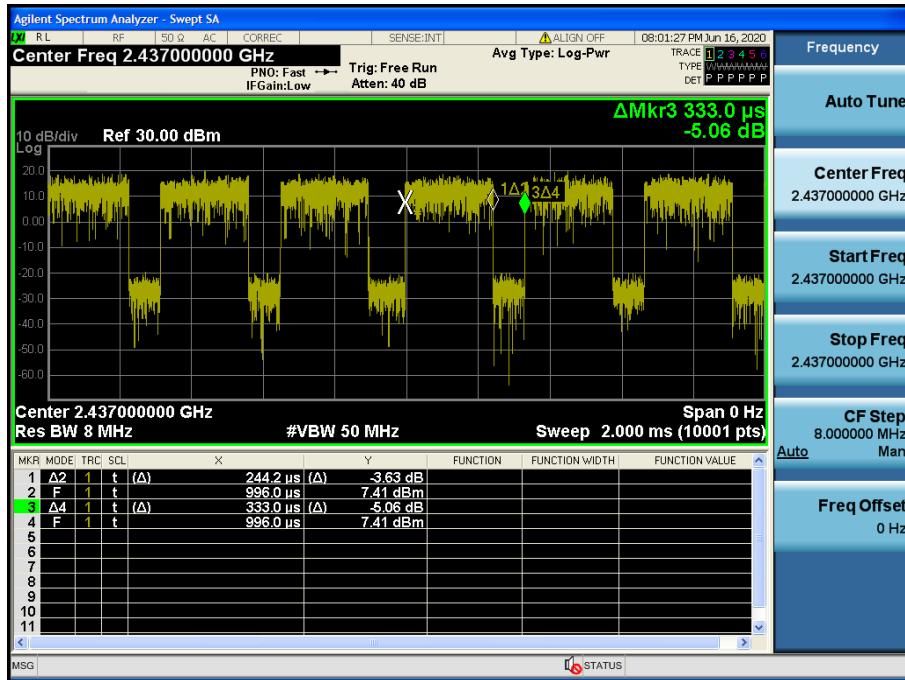 Agilent Spectrum Analyzer - Swept SA
LXI RL RF 50 Ω AC CORREC SENSE:INT ALIGN OFF 08:01:27 PM Jun 16, 2020
Center Freq 2.437000000 GHz
PNO: Fast
IFGain:Low
Trig: Free Run
Atten: 40 dB
Avg Type: Log-Pwr
TRACE 1 2 3 4 5 6
TYPE
DET P P P P P P
ΔMkr3 333.0 µs
-5.06 dB
10 dB/div Ref 30.00 dBm
Log
20.0
10.0
0.00
-10.0
-20.0
-30.0
-40.0
-50.0
-60.0
X
3Δ4
Center 2.437000000 GHz Span 0 Hz
Res BW 8 MHz #VBW 50 MHz Sweep 2.000 ms (10001 pts)
MKR MODE TRC SCL X Y FUNCTION FUNCTION WIDTH FUNCTION VALUE
1 Δ2 1 t (Δ) 244.2 µs (Δ) -3.63 dB
2 F 1 t 996.0 µs 7.41 dBm
3 Δ4 1 t (Δ) 333.0 µs (Δ) -5.06 dB
4 F 1 t 996.0 µs 7.41 dBm
5
6
7
8
9
10
11
MSG STATUS
Frequency
Auto Tune
Center Freq
2.437000000 GHz
Start Freq
2.437000000 GHz
Stop Freq
2.437000000 GHz
CF Step
8.000000 MHz
Auto Man
Freq Offset
0 Hz